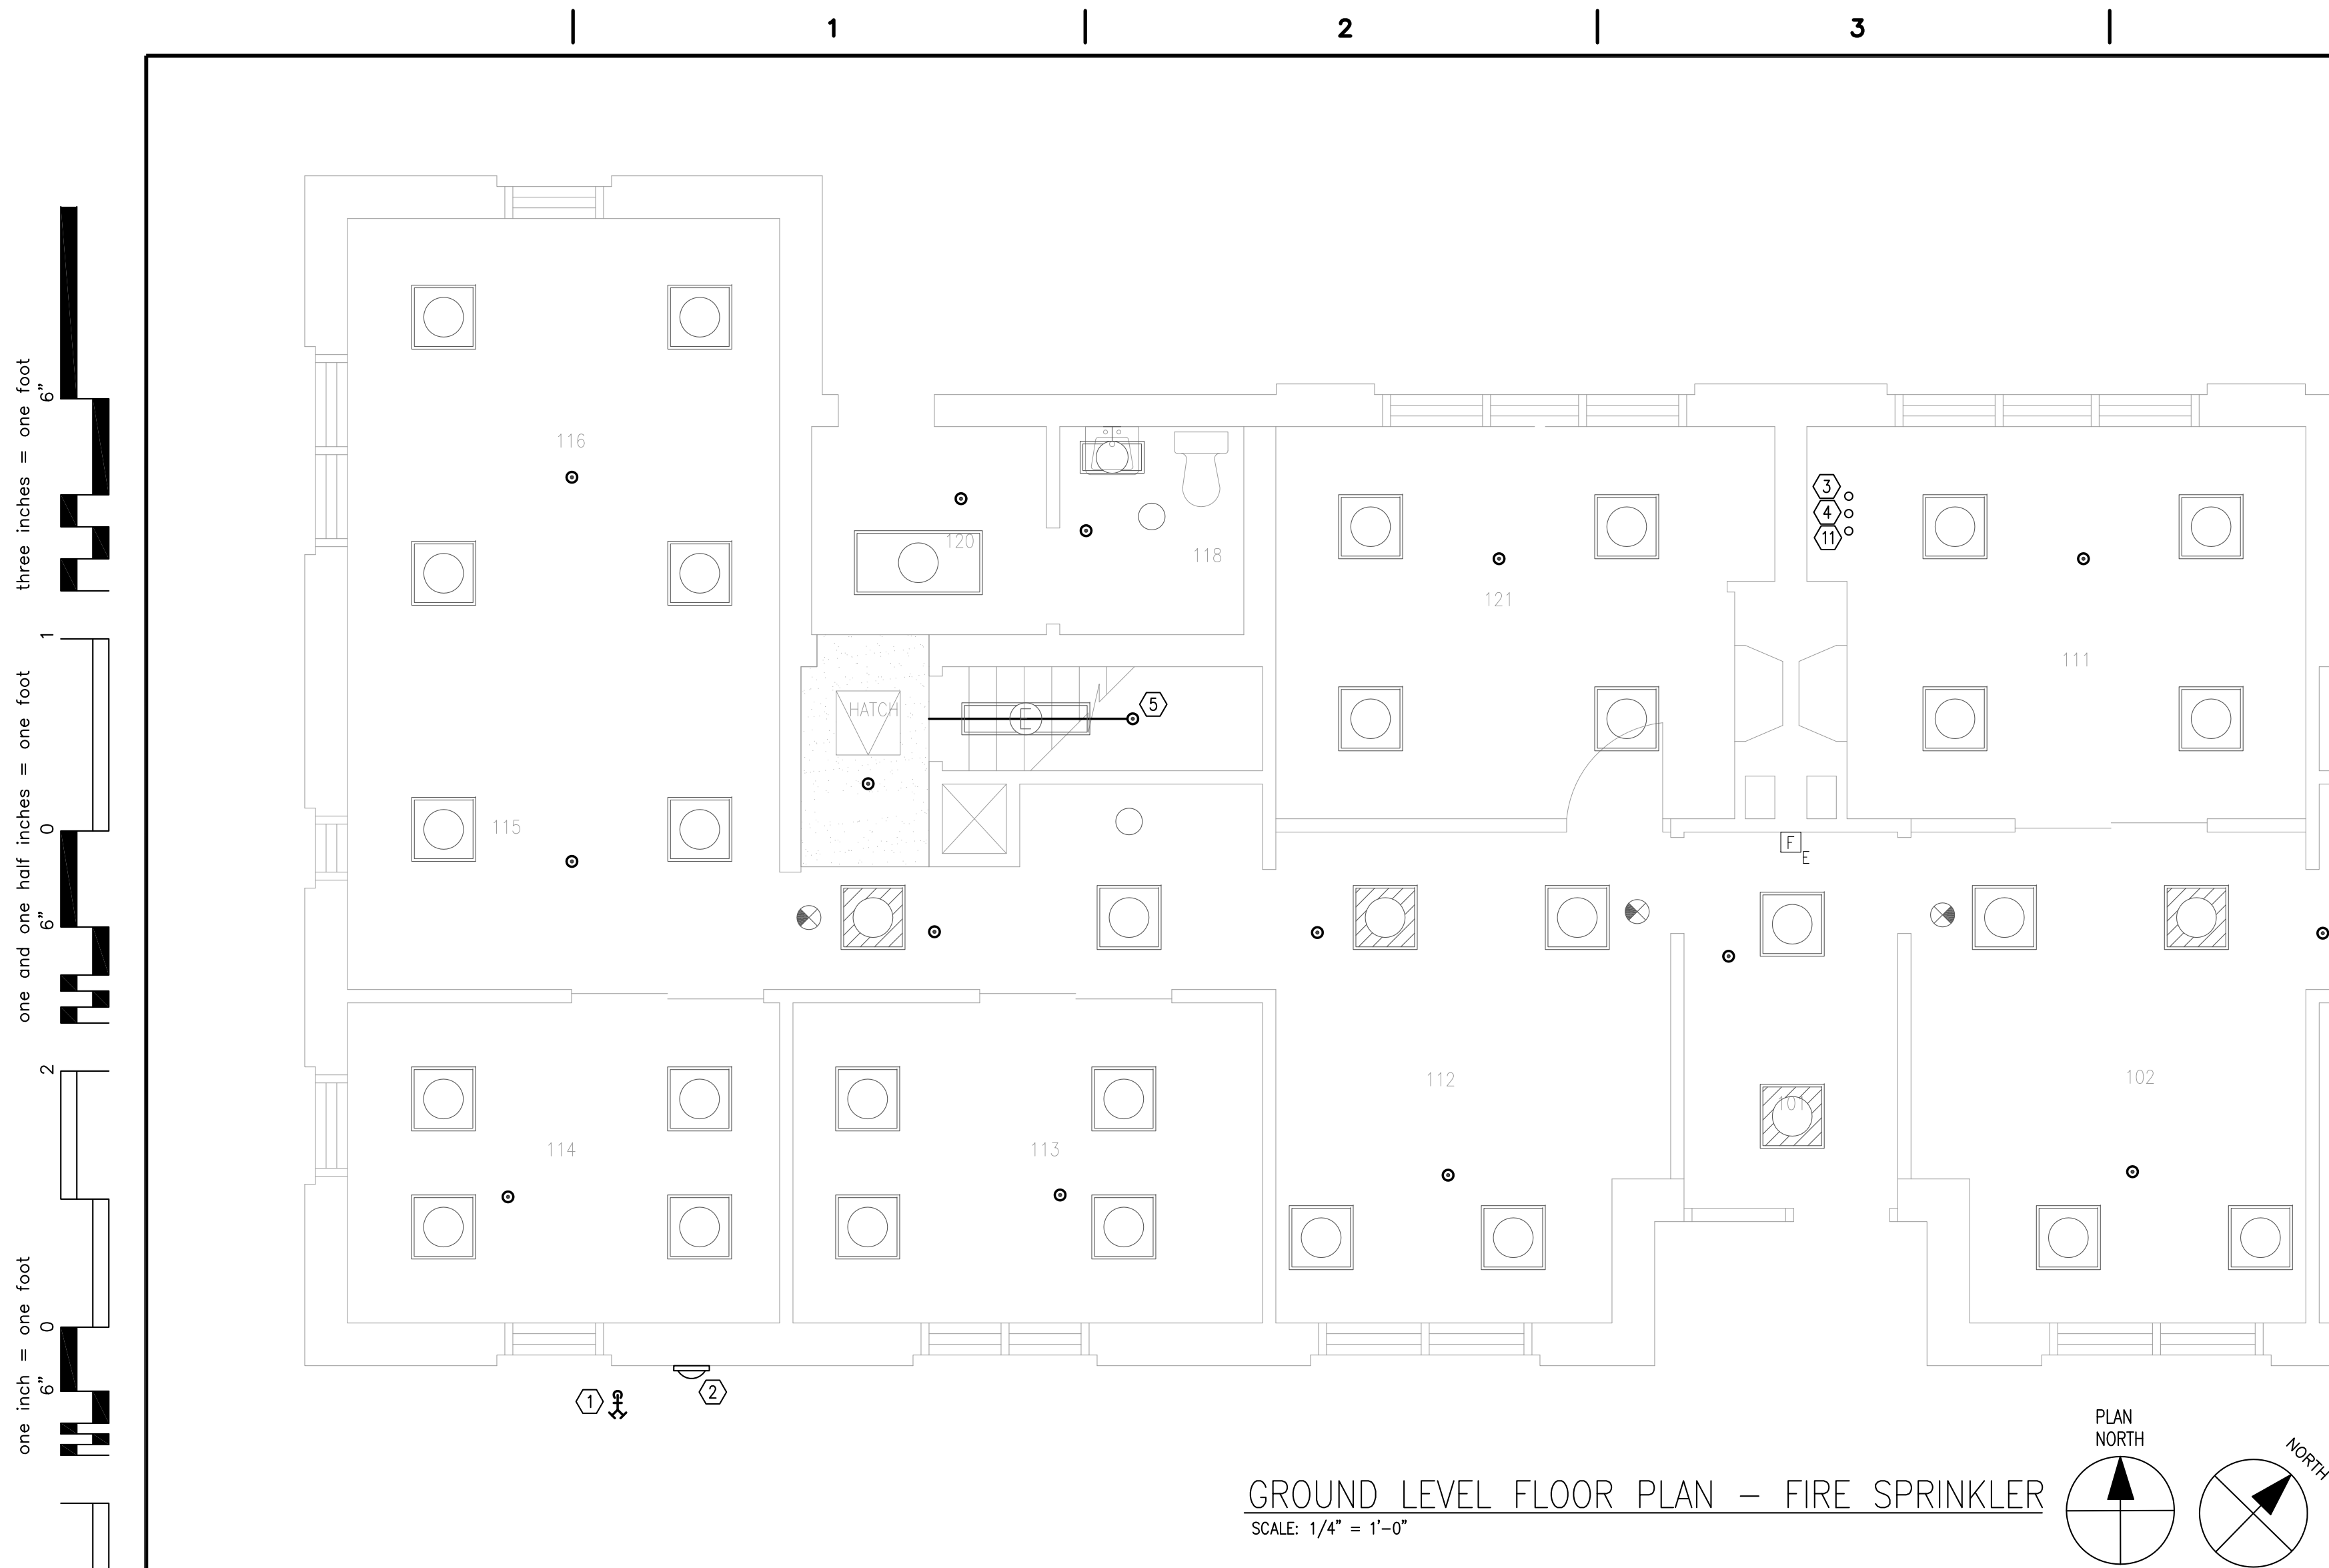 1
2
3
three inches = one foot
6"
one and one half inches = one foot
1
0
6"
one inch = one foot
2
0
6"
116
120
118
3
4
11
121
111
HATCH
E
5
115
F
E
114
113
112
101
102
1
2
PLAN
NORTH
NORTH
GROUND LEVEL FLOOR PLAN – FIRE SPRINKLER
SCALE: 1/4" = 1'–0"